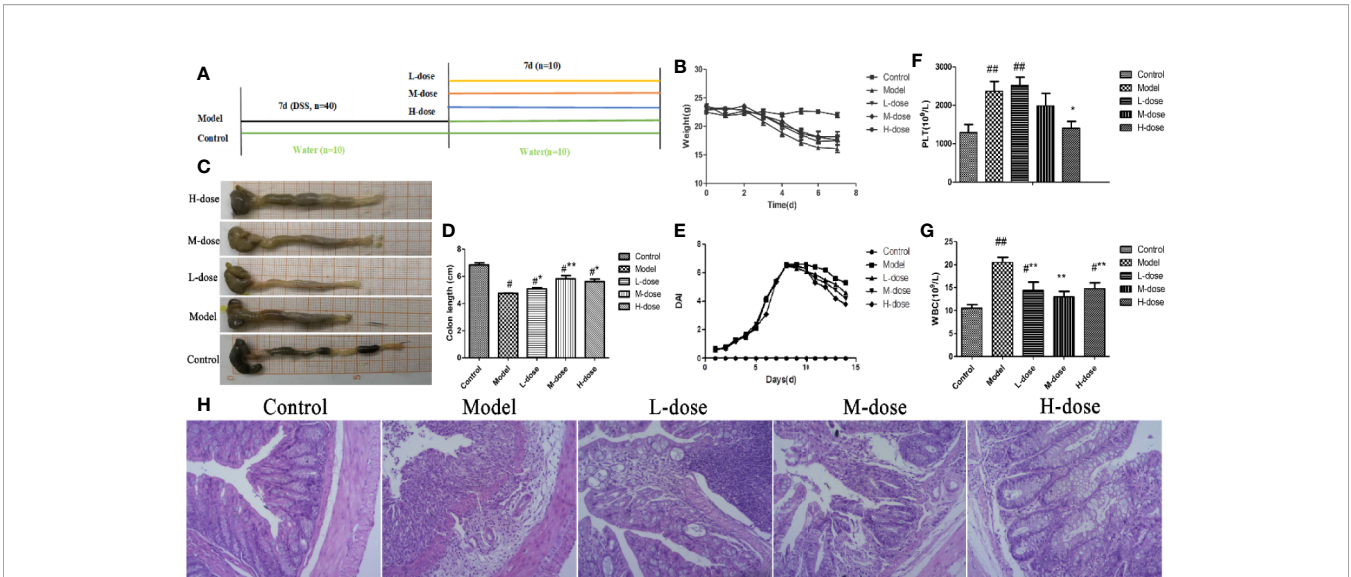 A
7d (n=10)
L-dose
M-dose
7d (DSS, n=40)
H-dose
Model
Control
Water (n=10)
Water(n=10)
B
Weight(g)
30
25
20
15
10
0
2
4
6
8
Time(d)
Control
Model
L-dose
M-dose
H-dose
C
H-dose
M-dose
L-dose
Model
Control
0
5
D
Colon length (cm)
8
6
4
2
0
#
#*
#**
#*
Control
Model
L-dose
M-dose
H-dose
Control
Model
L-dose
M-dose
H-dose
E
DAI
8
6
4
2
0
0
5
10
15
Days(d)
Control
Model
L-dose
M-dose
H-dose
F
PLT(10⁹/L)
3000
2000
1000
0
##
##
*
Control
Model
L-dose
M-dose
H-dose
G
WBC(10⁹/L)
25
20
15
10
5
0
##
#**
**
#**
Control
Model
L-dose
M-dose
H-dose
Control
Model
L-dose
M-dose
H-dose
H
Control
Model
L-dose
M-dose
H-dose